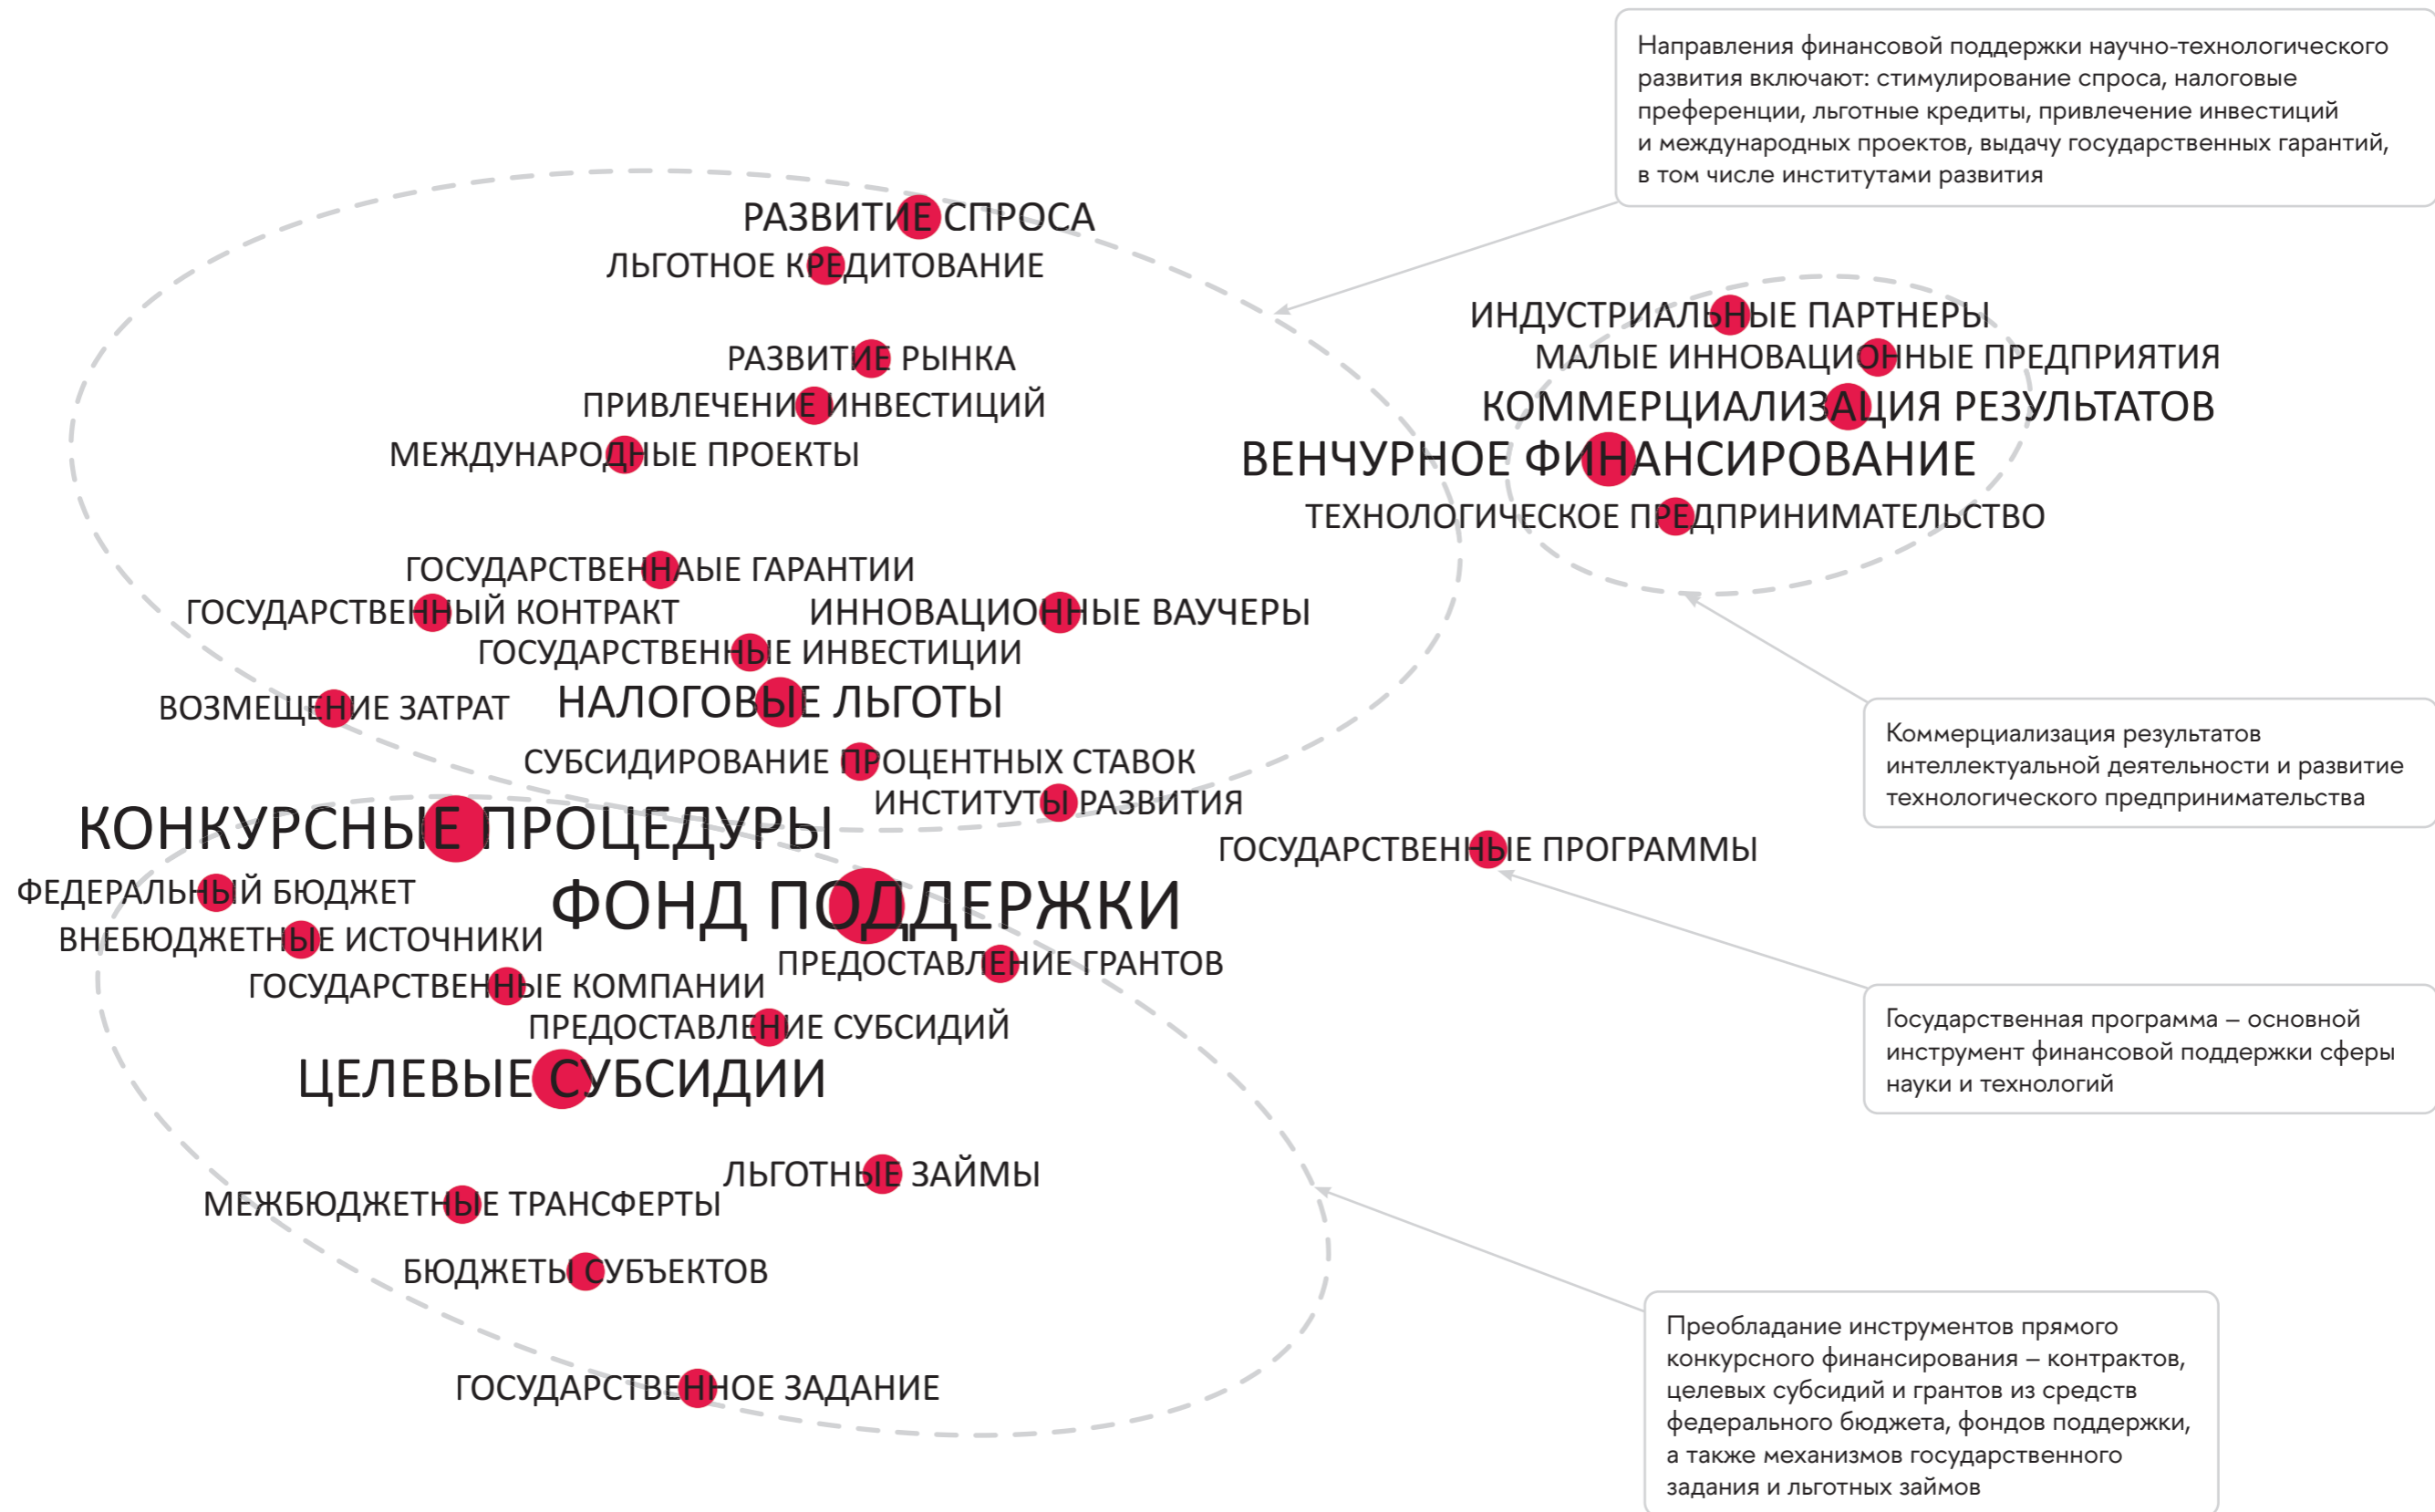 Направления финансовой поддержки научно-технологического
развития включают: стимулирование спроса, налоговые
преференции, льготные кредиты, привлечение инвестиций
и международных проектов, выдачу государственных гарантий,
в том числе институтами развития
РАЗВИТИЕ СПРОСА
ЛЬГОТНОЕ КРЕДИТОВАНИЕ
РАЗВИТИЕ РЫНКА
ПРИВЛЕЧЕНИЕ ИНВЕСТИЦИЙ
МЕЖДУНАРОДНЫЕ ПРОЕКТЫ
ИНДУСТРИАЛЬНЫЕ ПАРТНЕРЫ
МАЛЫЕ ИННОВАЦИОННЫЕ ПРЕДПРИЯТИЯ
КОММЕРЦИАЛИЗАЦИЯ РЕЗУЛЬТАТОВ
ВЕНЧУРНОЕ ФИНАНСИРОВАНИЕ
ТЕХНОЛОГИЧЕСКОЕ ПРЕДПРИНИМАТЕЛЬСТВО
ГОСУДАРСТВЕННАЫЕ ГАРАНТИИ
ГОСУДАРСТВЕННЫЙ КОНТРАКТ
ИННОВАЦИОННЫЕ ВАУЧЕРЫ
ГОСУДАРСТВЕННЫЕ ИНВЕСТИЦИИ
НАЛОГОВЫЕ ЛЬГОТЫ
ВОЗМЕЩЕНИЕ ЗАТРАТ
СУБСИДИРОВАНИЕ ПРОЦЕНТНЫХ СТАВОК
ИНСТИТУТЫ РАЗВИТИЯ
Коммерциализация результатов
интеллектуальной деятельности и развитие
технологического предпринимательства
КОНКУРСНЫЕ ПРОЦЕДУРЫ
ГОСУДАРСТВЕННЫЕ ПРОГРАММЫ
ФЕДЕРАЛЬНЫЙ БЮДЖЕТ
ФОНД ПОДДЕРЖКИ
ВНЕБЮДЖЕТНЫЕ ИСТОЧНИКИ
ПРЕДОСТАВЛЕНИЕ ГРАНТОВ
ГОСУДАРСТВЕННЫЕ КОМПАНИИ
ПРЕДОСТАВЛЕНИЕ СУБСИДИЙ
ЦЕЛЕВЫЕ СУБСИДИИ
Государственная программа – основной
инструмент финансовой поддержки сферы
науки и технологий
ЛЬГОТНЫЕ ЗАЙМЫ
МЕЖБЮДЖЕТНЫЕ ТРАНСФЕРТЫ
БЮДЖЕТЫ СУБЪЕКТОВ
ГОСУДАРСТВЕННОЕ ЗАДАНИЕ
Преобладание инструментов прямого
конкурсного финансирования – контрактов,
целевых субсидий и грантов из средств
федерального бюджета, фондов поддержки,
а также механизмов государственного
задания и льготных займов